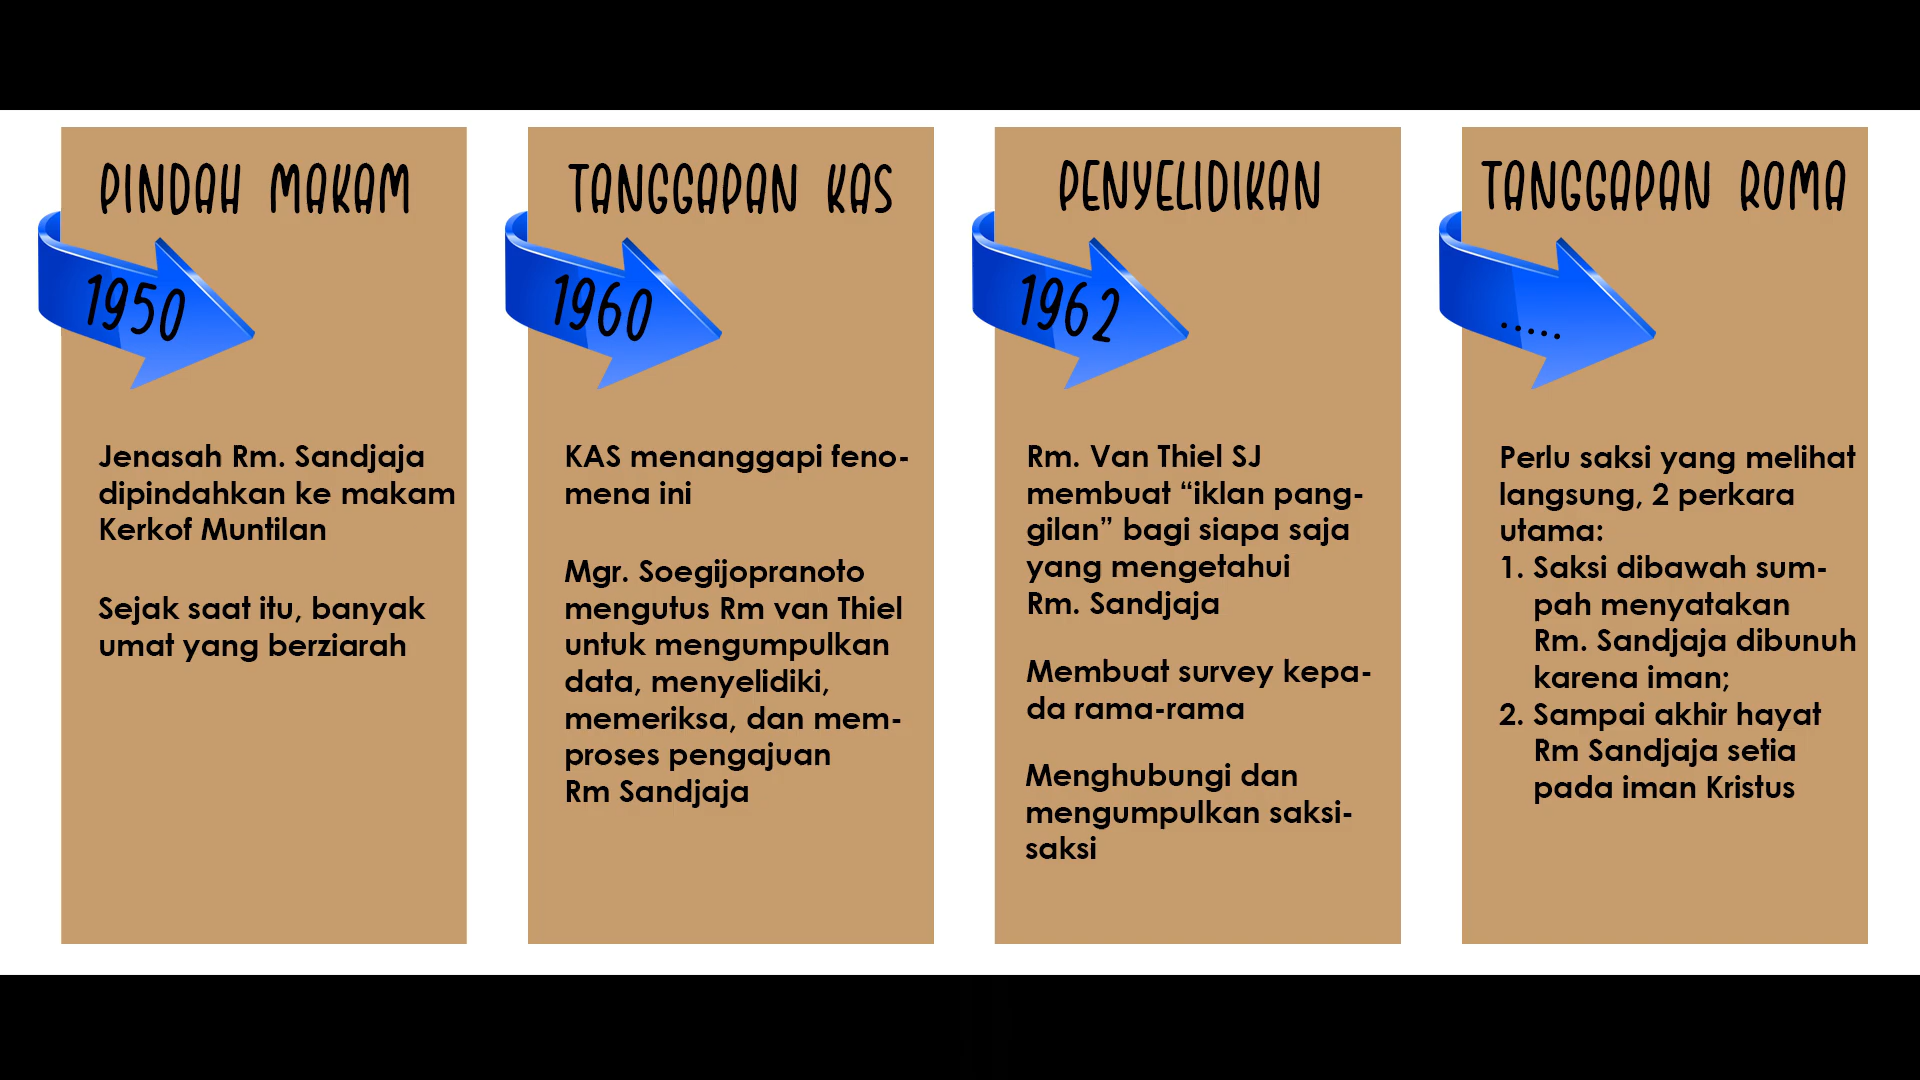 PINDAH MAKAM
1950
Jenasah Rm. Sandjaja
dipindahkan ke makam
Kerkof Muntilan
Sejak saat itu, banyak
umat yang berziarah
TANGGAPAN KAS
1960
KAS menanggapi feno-
mena ini
Mgr. Soegijopranoto
mengutus Rm van Thiel
untuk mengumpulkan
data, menyelidiki,
memeriksa, dan mem-
proses pengajuan
Rm Sandjaja
PENYELIDIKAN
1962
Rm. Van Thiel SJ
membuat “iklan pang-
gilan” bagi siapa saja
yang mengetahui
Rm. Sandjaja
Membuat survey kepa-
da rama-rama
Menghubungi dan
mengumpulkan saksi-
saksi
TANGGAPAN ROMA
.....
Perlu saksi yang melihat
langsung, 2 perkara
utama:
1. Saksi dibawah sum-
pah menyatakan
Rm. Sandjaja dibunuh
karena iman;
2. Sampai akhir hayat
Rm Sandjaja setia
pada iman Kristus